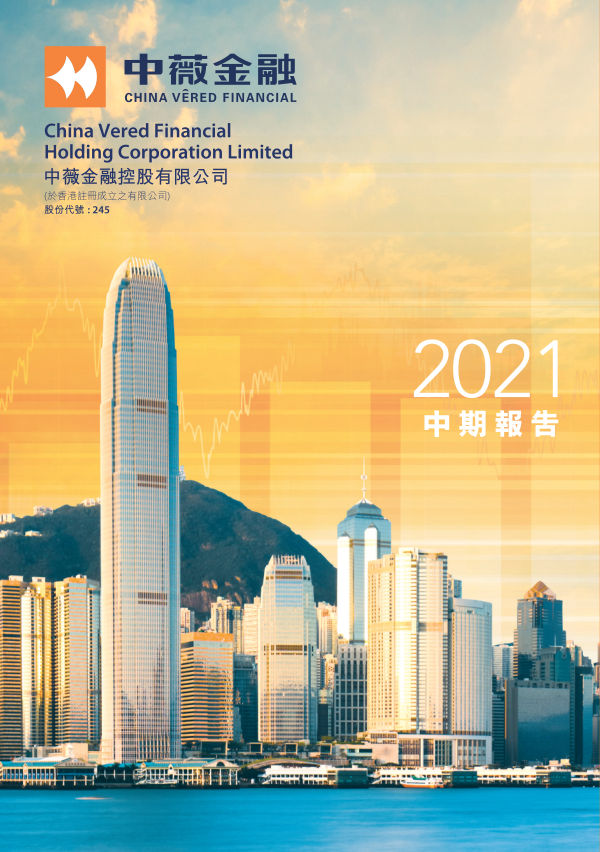 中薇金融
CHINA VÊRED FINANCIAL
China Vered Financial
Holding Corporation Limited
中薇金融控股有限公司
(於香港註冊成立之有限公司)
股份代號 : 245
2021
中期報告